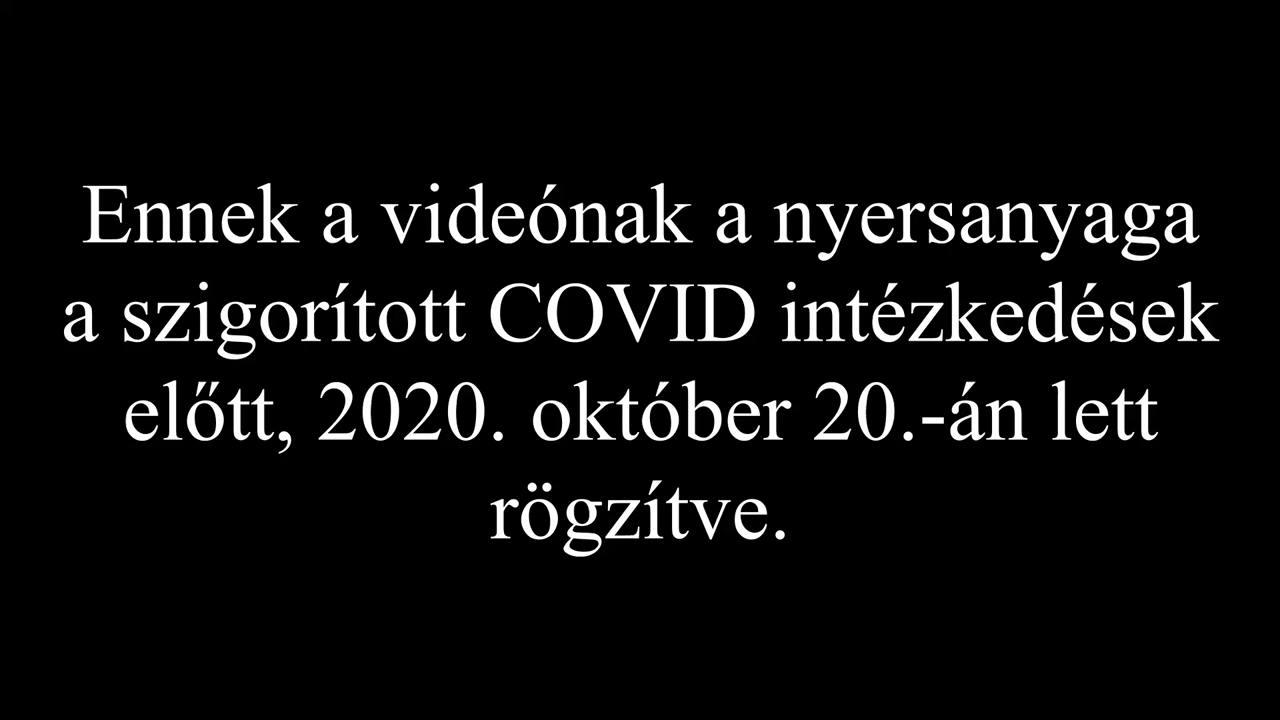 Ennek a videónak a nyersanyaga
a szigorított COVID intézkedések
előtt, 2020. október 20.-án lett
rögzítve.